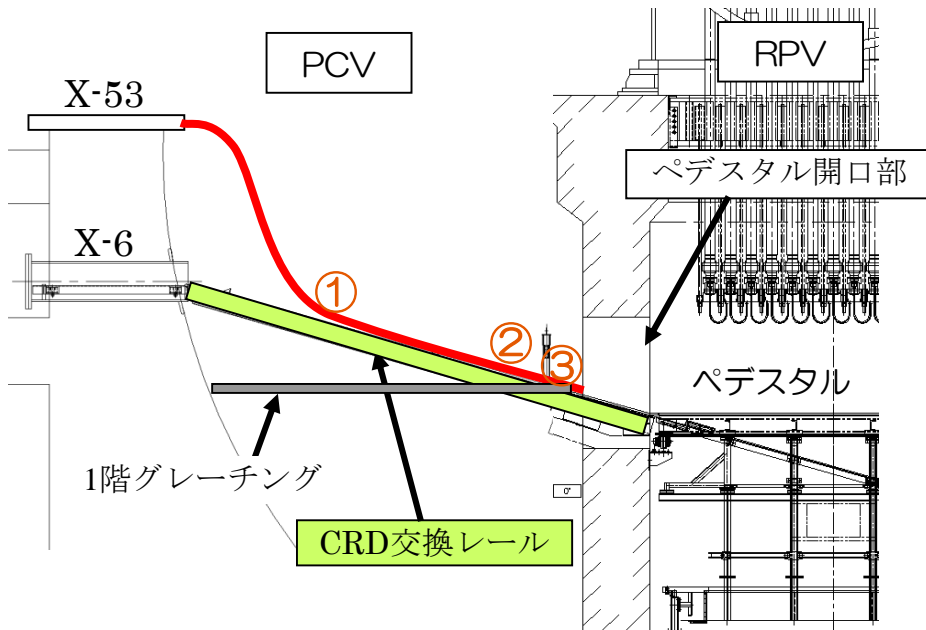 PCV
RPV
X-53
ペデスタル開口部
X-6
①
②
③
ペデスタル
1階グレーチング
0°
CRD交換レール